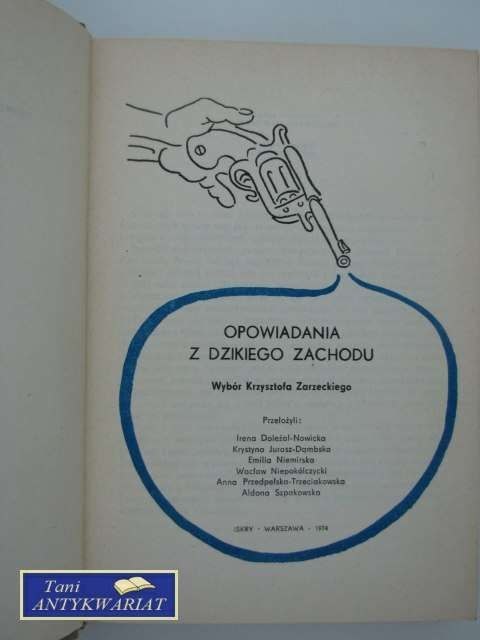 OPOWIADANIA
Z DZIKIEGO ZACHODU
Wybór Krzysztofa Zarzeckiego
Przełożyli:
Irena Doleżal-Nowicka
Krystyna Jurasz-Dambska
Emilia Niemirska
Wacław Niepokólczycki
Anna Przedpełska-Trzeciakowska
Aldona Szpakowska
ISKRY - WARSZAWA - 1974
Tani
ANTYKWARIAT